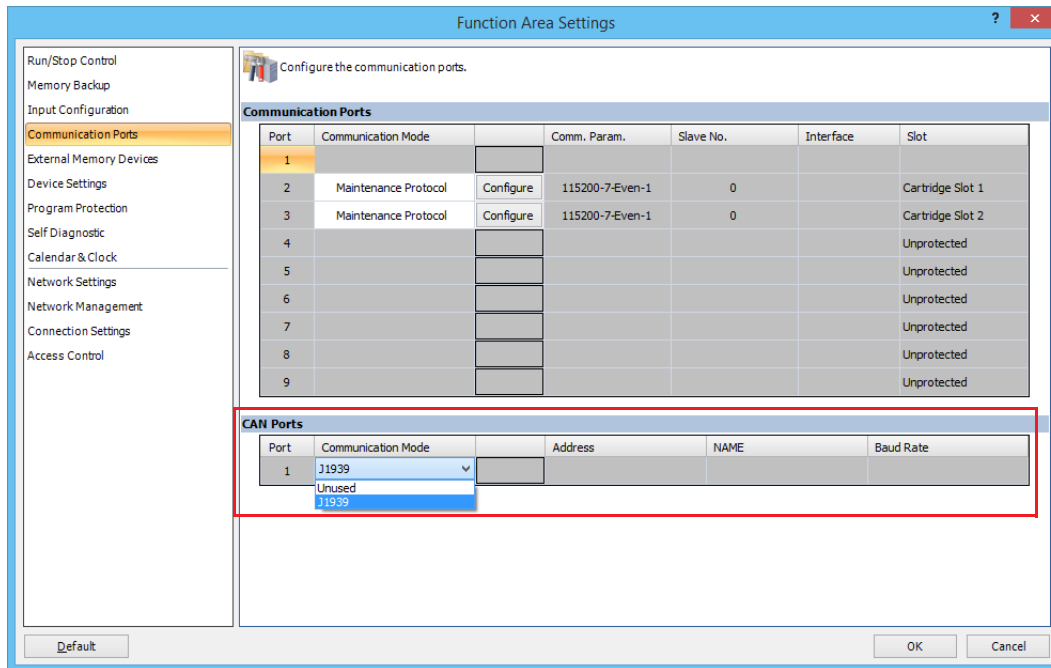 Function Area Settings
?
Run/Stop Control
Memory Backup
Input Configuration
Communication Ports
External Memory Devices
Device Settings
Program Protection
Self Diagnostic
Calendar & Clock
Network Settings
Network Management
Connection Settings
Access Control
Configure the communication ports.
Communication Ports
Port Communication Mode Comm. Param. Slave No. Interface Slot
1
2 Maintenance Protocol Configure 115200-7-Even-1 0 Cartridge Slot 1
3 Maintenance Protocol Configure 115200-7-Even-1 0 Cartridge Slot 2
4 Unprotected
5 Unprotected
6 Unprotected
7 Unprotected
8 Unprotected
9 Unprotected
CAN Ports
Port Communication Mode Address NAME Baud Rate
1 J1939
Unused
J1939
Default OK Cancel